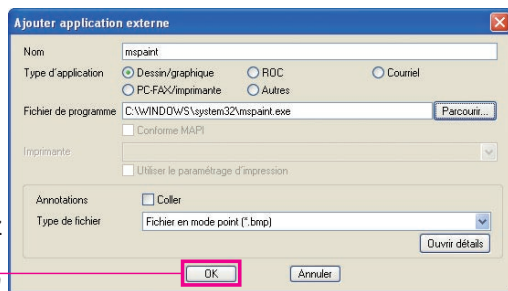 Ajouter application externe
Nom mspaint
Type d'application Dessin/graphique ROC Courriel
PC-FAX/imprimante Autres
Fichier de programme C:\WINDOWS\system32\mspaint.exe Parcourir...
Conforme MAPI
Imprimante
Utiliser le paramétrage d'impression
Annotations Coller
Type de fichier Fichier en mode point (*.bmp)
Ouvrir détails
OK Annuler